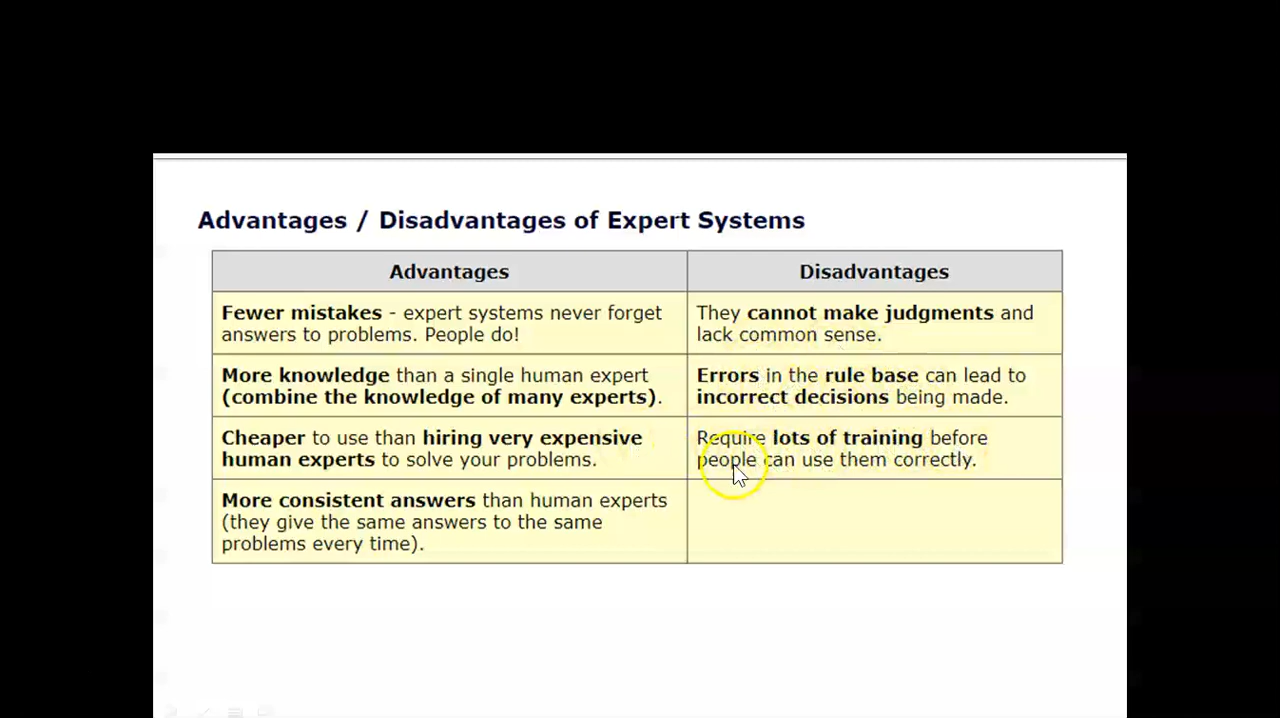 Advantages / Disadvantages of Expert Systems
Advantages
Disadvantages
Fewer mistakes - expert systems never forget
answers to problems. People do!
They cannot make judgments and
lack common sense.
More knowledge than a single human expert
(combine the knowledge of many experts).
Errors in the rule base can lead to
incorrect decisions being made.
Cheaper to use than hiring very expensive
human experts to solve your problems.
Require lots of training before
people can use them correctly.
More consistent answers than human experts
(they give the same answers to the same
problems every time).